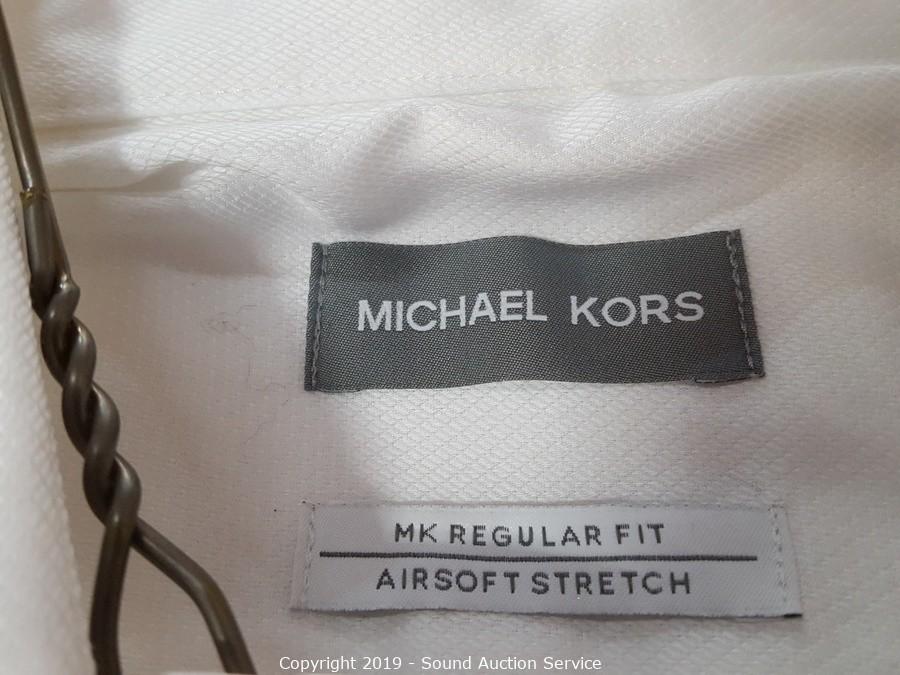 MICHAEL KORS
MK REGULAR FIT
AIRSOFT STRETCH
Copyright 2019 - Sound Auction Service